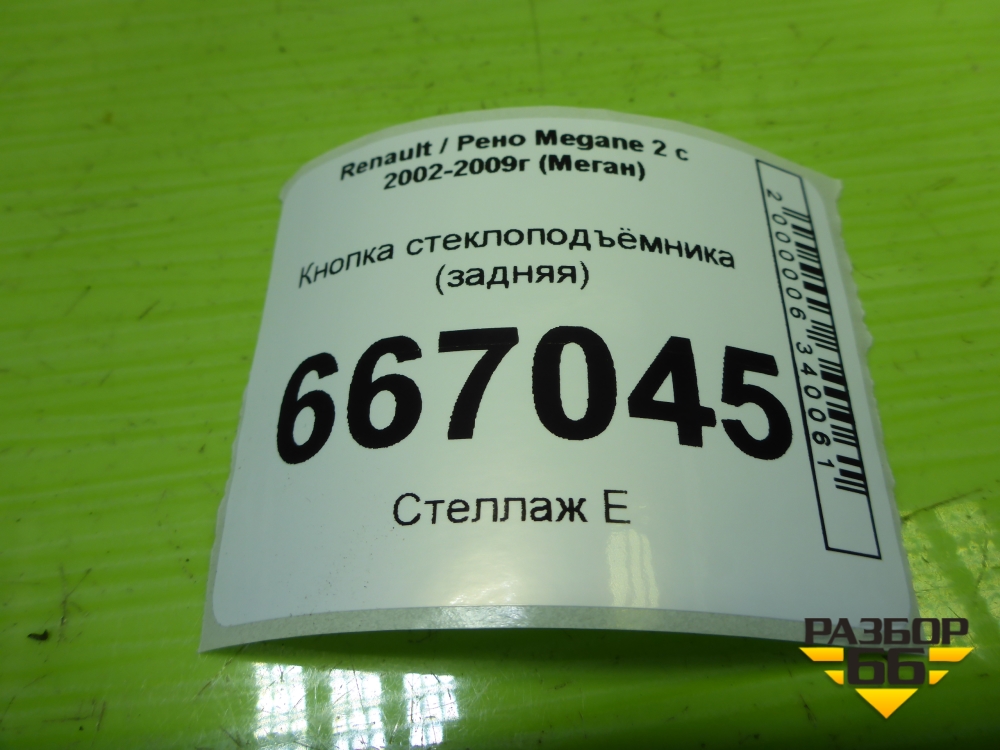 Renault / Рено Megane 2 с
2002-2009г (Меган)
Кнопка стеклоподъёмника
(задняя)
667045
Стеллаж Е
2000006340061
РАЗБОР
66